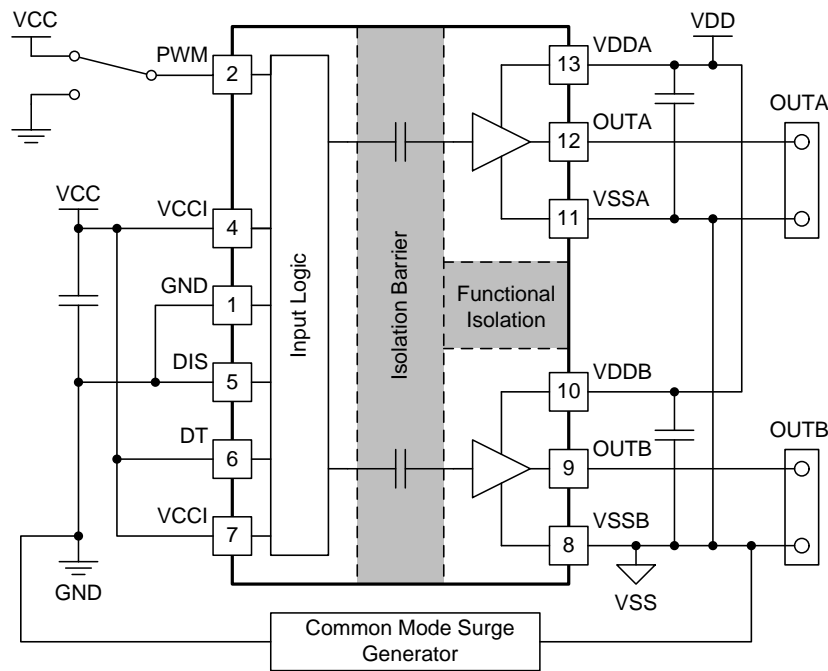 VCC
PWM
2
VCC
VCCI
4
GND
1
DIS
5
DT
6
VCCI
7
GND
Input Logic
Isolation Barrier
Functional
Isolation
VDD
VDDA
13
OUTA
12
VSSA
11
OUTA
VDDB
10
OUTB
9
VSSB
8
OUTB
VSS
Common Mode Surge
Generator